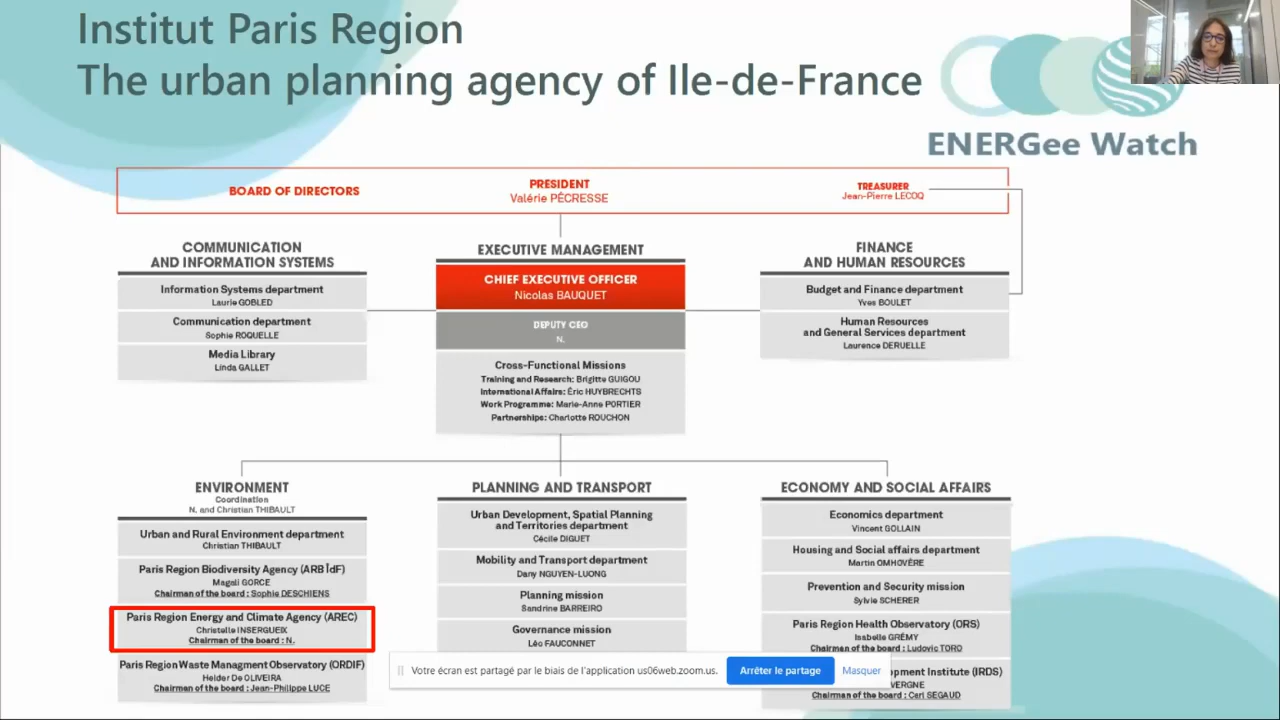 Institut Paris Region
The urban planning agency of Ile-de-France
ENERGee Watch
BOARD OF DIRECTORS
PRESIDENT
Valérie PÉCRESSE
TREASURER
Jean-Pierre LECOQ
COMMUNICATION
AND INFORMATION SYSTEMS
Information Systems department
Laurie GOBLED
Communication department
Sophie ROQUELLE
Media Library
Linda GALLET
EXECUTIVE MANAGEMENT
CHIEF EXECUTIVE OFFICER
Nicolas BAUQUET
DEPUTY CEO
N.
Cross-Functional Missions
Training and Research: Brigitte GUIGOU
International Affairs: Éric HUYBRECHTS
Work Programme: Marie-Anne PORTIER
Partnerships: Charlotte ROUCHON
FINANCE
AND HUMAN RESOURCES
Budget and Finance department
Yves BOULET
Human Resources
and General Services department
Laurence DERUELLE
ENVIRONMENT
Coordination
N. and Christian THIBAULT
Urban and Rural Environment department
Christian THIBAULT
Paris Region Biodiversity Agency (ARB ÎdF)
Magali GORCE
Chairman of the board : Sophie DESCHIENS
Paris Region Energy and Climate Agency (AREC)
Christelle INSERGUEIX
Chairman of the board : N.
Paris Region Waste Managment Observatory (ORDIF)
Helder De OLIVEIRA
Chairman of the board : Jean-Philippe LUCE
PLANNING AND TRANSPORT
Urban Development, Spatial Planning
and Territories department
Cécile DIGUET
Mobility and Transport department
Dany NGUYEN-LUONG
Planning mission
Sandrine BARREIRO
Governance mission
Léo FAUCONNET
ECONOMY AND SOCIAL AFFAIRS
Economics department
Vincent GOLLAIN
Housing and Social affairs department
Martin OMHOVÈRE
Prevention and Security mission
Sylvie SCHERER
Paris Region Health Observatory (ORS)
Isabelle GRÉMY
Chairman of the board : Ludovic TORO
opment Institute (IRDS)
VERGNE
Chairman of the board : Carl SEGAUD
Votre écran est partagé par le biais de l'application us06web.zoom.us.
Arrêter le partage
Masquer